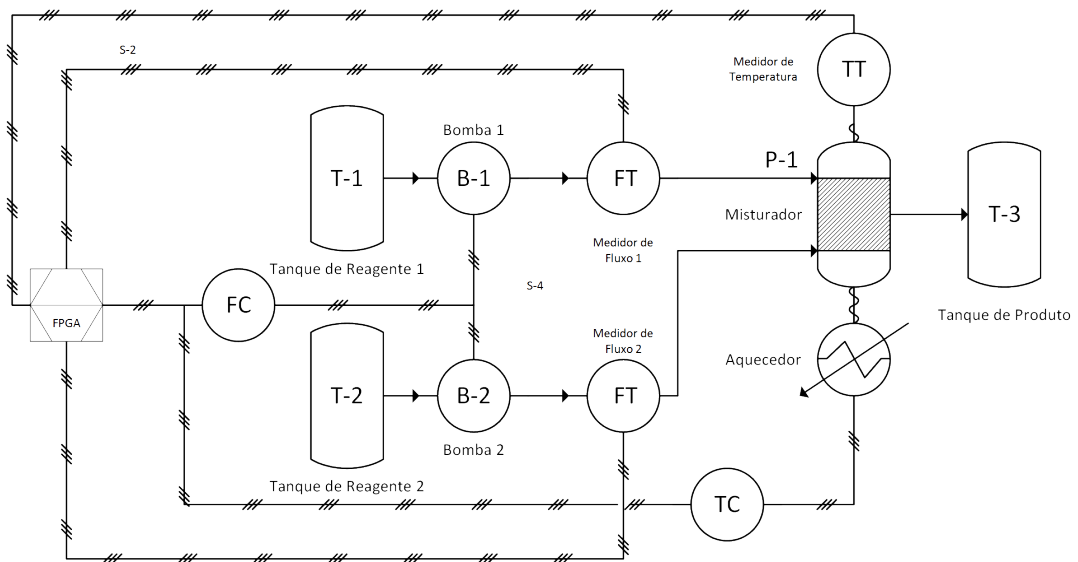 S-2
Medidor de
Temperatura
TT
Bomba 1
T-1
B-1
FT
P-1
Misturador
T-3
Tanque de Reagente 1
Medidor de
Fluxo 1
FPGA
FC
S-4
Tanque de Produto
Medidor de
Fluxo 2
Aquecedor
T-2
B-2
FT
Bomba 2
Tanque de Reagente 2
TC